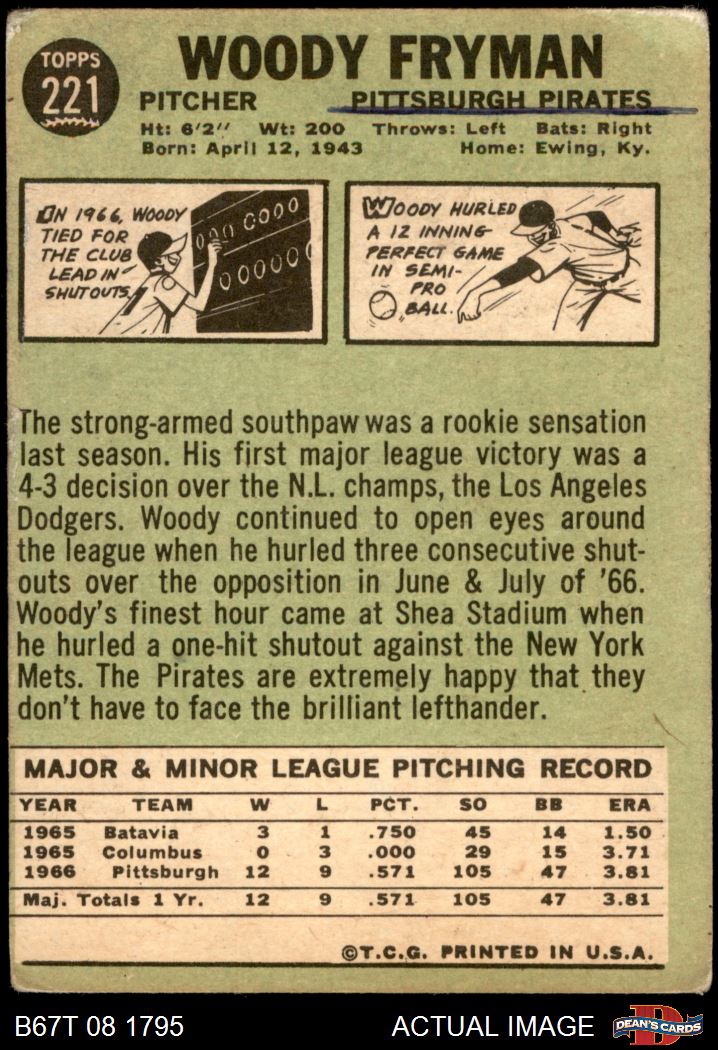 TOPPS
221
WOODY FRYMAN
PITCHER PITTSBURGH PIRATES
Ht: 6'2" Wt: 200 Throws: Left Bats: Right
Born: April 12, 1943 Home: Ewing, Ky.
IN 1966, WOODY
TIED FOR
THE CLUB
LEAD IN
SHUTOUTS.
WOODY HURLED
A 12 INNING
PERFECT GAME
IN SEMI-
PRO
BALL.
The strong-armed southpaw was a rookie sensation
last season. His first major league victory was a
4-3 decision over the N.L. champs, the Los Angeles
Dodgers. Woody continued to open eyes around
the league when he hurled three consecutive shut-
outs over the opposition in June & July of '66.
Woody's finest hour came at Shea Stadium when
he hurled a one-hit shutout against the New York
Mets. The Pirates are extremely happy that they
don't have to face the brilliant lefthander.
MAJOR & MINOR LEAGUE PITCHING RECORD
YEAR TEAM W L PCT. SO BB ERA
1965 Batavia 3 1 .750 45 14 1.50
1965 Columbus 0 3 .000 29 15 3.71
1966 Pittsburgh 12 9 .571 105 47 3.81
Maj. Totals 1 Yr. 12 9 .571 105 47 3.81
©T.C.G. PRINTED IN U.S.A.
B67T 08 1795 ACTUAL IMAGE DEAN'S CARDS